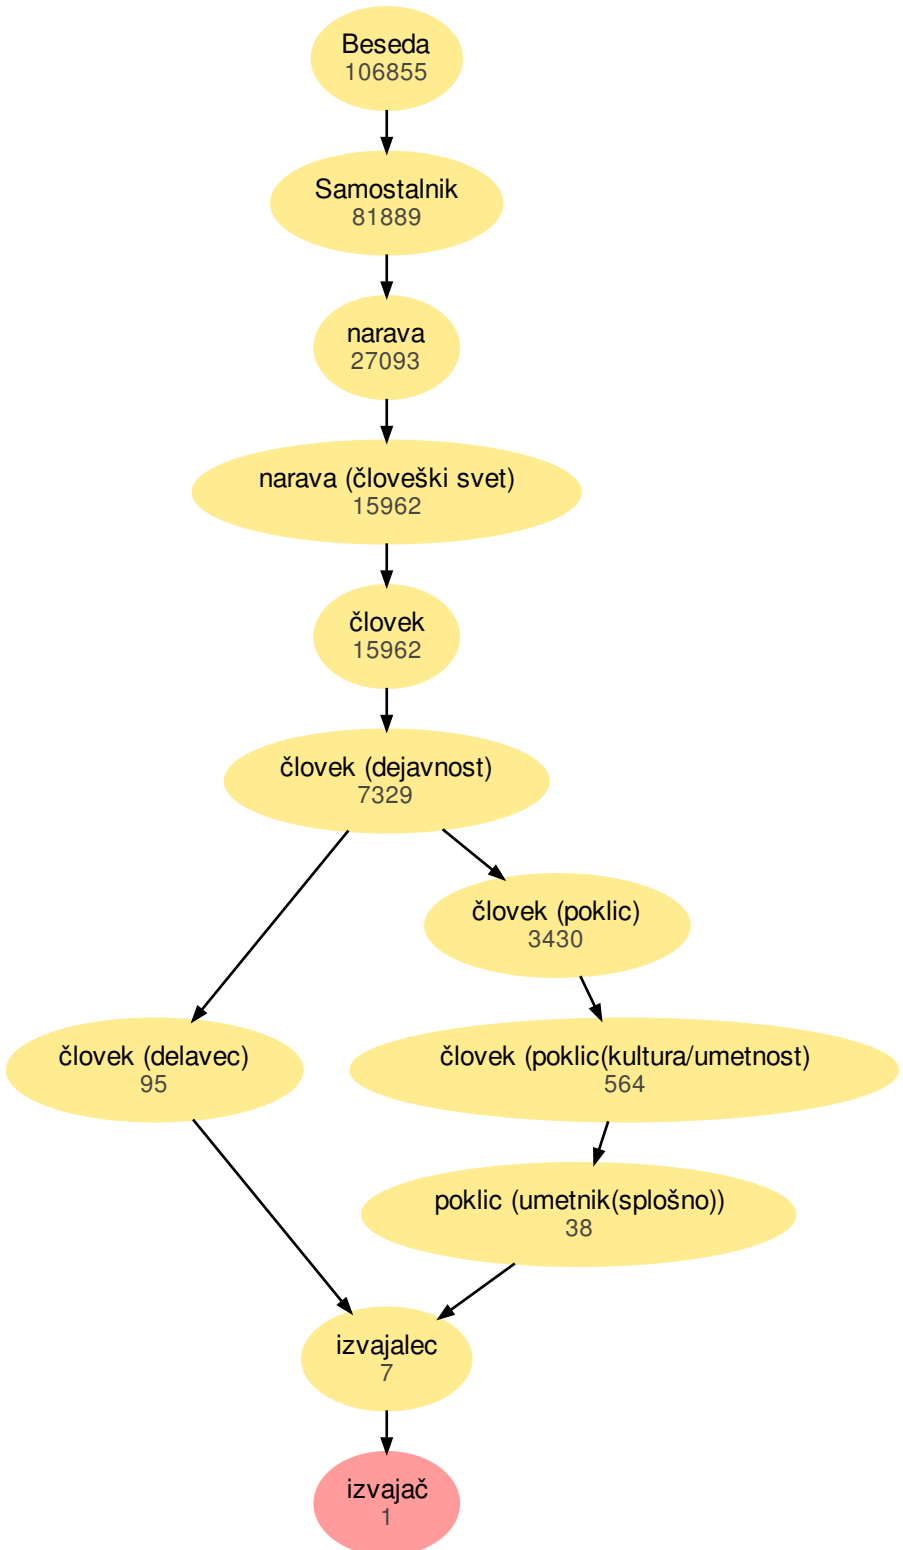 Beseda
106855
Samostalnik
81889
narava
27093
narava (človeški svet)
15962
človek
15962
človek (dejavnost)
7329
človek (poklic)
3430
človek (delavec)
95
človek (poklic(kultura/umetnost)
564
poklic (umetnik(splošno))
38
izvajalec
7
izvajač
1